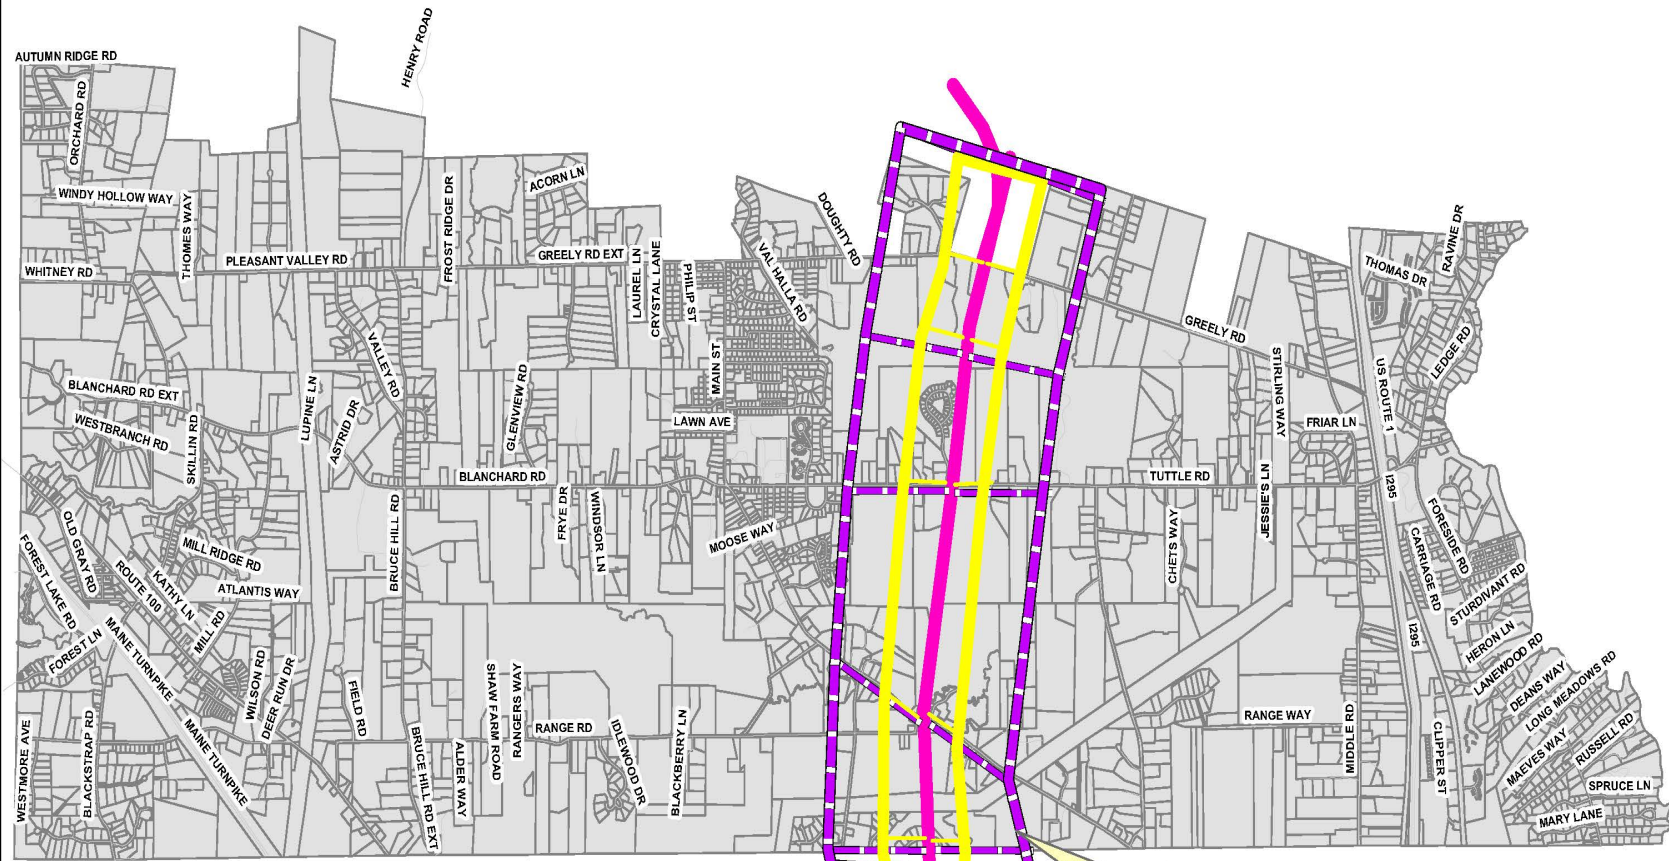 HENRY ROAD
AUTUMN RIDGE RD
ORCHARD RD
WINDY HOLLOW WAY
THOMES WAY
ACORN LN
FROST RIDGE DR
DOUGHTY RD
RAVINE DR
WHITNEY RD
PLEASANT VALLEY RD
GREELY RD EXT
LAUREL LN
CRYSTAL LANE
PHILIP ST
VAL HALLA RD
THOMAS DR
GREELY RD
LEDGE RD
VALLEY RD
MAIN ST
STIRLING WAY
US ROUTE 1
BLANCHARD RD EXT
LUPINE LN
ASTRID DR
GLENVIEW RD
LAWN AVE
FRIAR LN
WESTBRANCH RD
SKILLIN RD
BLANCHARD RD
TUTTLE RD
JESSIE'S LN
I295
OLD GRAY RD
BRUCE HILL RD
FRYE DR
WINDSOR LN
MOOSE WAY
CHETS WAY
FORESIDE RD
CARRIAGE RD
FOREST LAKE RD
MILL RIDGE RD
ROUTE 100
KATHY LN
ATLANTIS WAY
STURDIVANT RD
MILL RD
FOREST LN
MAINE TURNPIKE
I295
HERON LN
LANEWOOD RD
WILSON RD
DEER RUN DR
FIELD RD
SHAW FARM ROAD
RANGERS WAY
DEANS WAY
LONG MEADOWS RD
WESTMORE AVE
BLACKSTRAP RD
MAINE TURNPIKE
RANGE RD
IDLEWOOD DR
BLACKBERRY LN
RANGE WAY
MIDDLE RD
CLIPPER ST
MAEVES WAY
RUSSELL RD
BRUCE HILL RD EXT
ALDER WAY
SPRUCE LN
MARY LANE